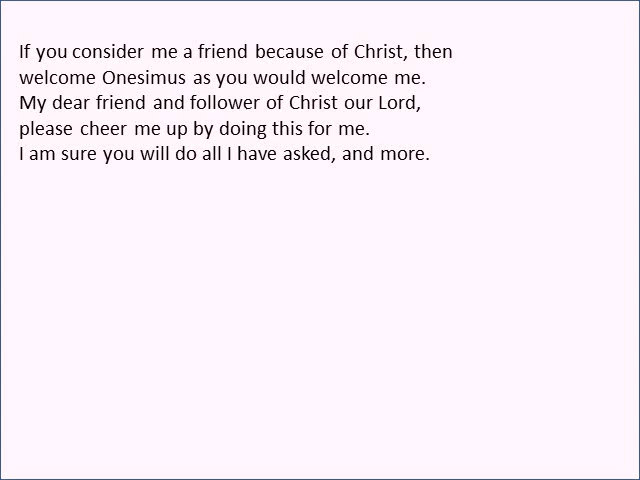 If you consider me a friend because of Christ, then
welcome Onesimus as you would welcome me.
My dear friend and follower of Christ our Lord,
please cheer me up by doing this for me.
I am sure you will do all I have asked, and more.